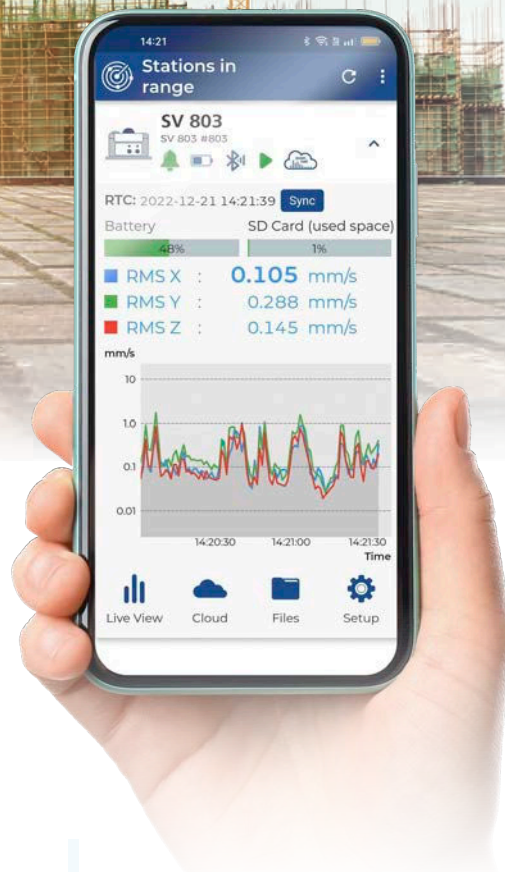 14:21
Stations in
range
SV 803
SV 803 #803
RTC: 2022-12-21 14:21:39 Sync
Battery SD Card (used space)
48% 1%
RMS X : 0.105 mm/s
RMS Y : 0.288 mm/s
RMS Z : 0.145 mm/s
mm/s
10
1.0
0.1
0.01
14:20:30 14:21:00 14:21:30
Time
Live View Cloud Files Setup